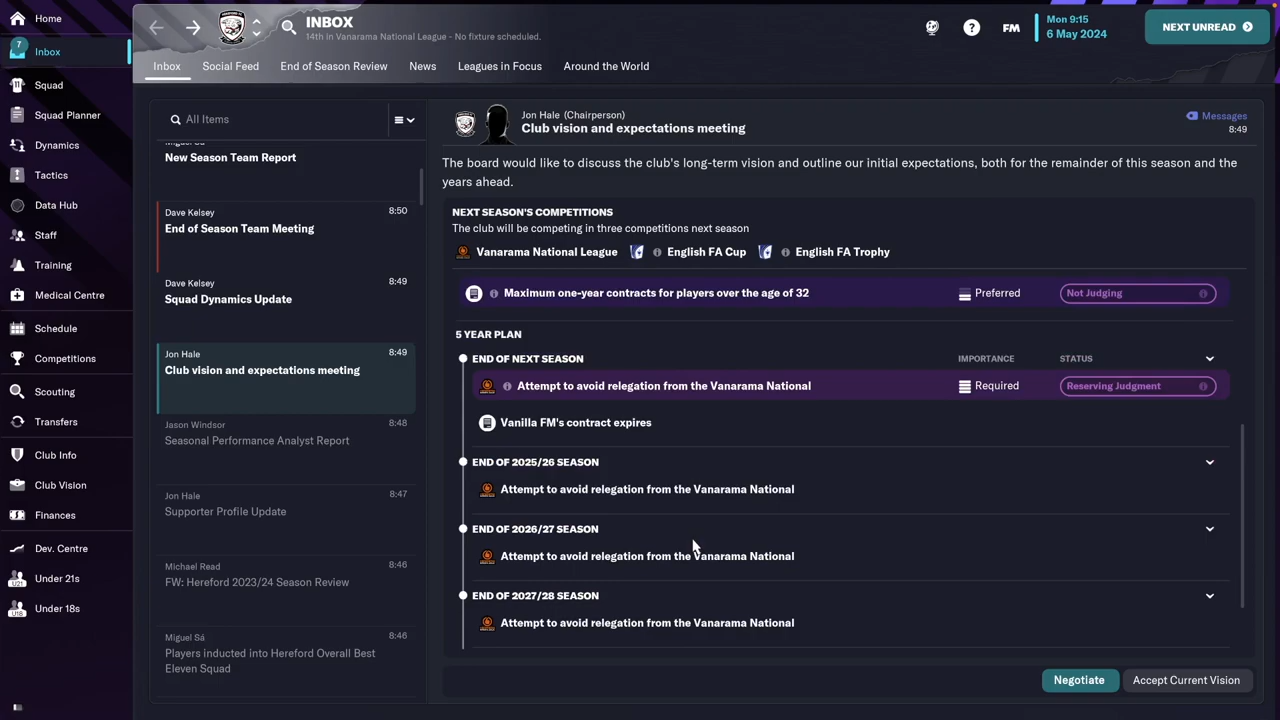 Home
Inbox
7
Squad
Squad Planner
Dynamics
Tactics
Data Hub
Staff
Training
Medical Centre
Schedule
Competitions
Scouting
Transfers
Club Info
Club Vision
Finances
Dev. Centre
Under 21s
U21
Under 18s
U18
INBOX
14th in Vanarama National League - No fixture scheduled.
FM
Mon 9:15
6 May 2024
NEXT UNREAD
Inbox
Social Feed
End of Season Review
News
Leagues in Focus
Around the World
All Items
Miguel Sá
New Season Team Report
Dave Kelsey 8:50
End of Season Team Meeting
Dave Kelsey 8:49
Squad Dynamics Update
Jon Hale 8:49
Club vision and expectations meeting
Jason Windsor 8:48
Seasonal Performance Analyst Report
Jon Hale 8:47
Supporter Profile Update
Michael Read 8:46
FW: Hereford 2023/24 Season Review
Miguel Sá 8:46
Players inducted into Hereford Overall Best
Eleven Squad
Jon Hale (Chairperson)
Club vision and expectations meeting
Messages
8:49
The board would like to discuss the club's long-term vision and outline our initial expectations, both for the remainder of this season and the
years ahead.
NEXT SEASON'S COMPETITIONS
The club will be competing in three competitions next season
Vanarama National League English FA Cup English FA Trophy
Maximum one-year contracts for players over the age of 32 Preferred Not Judging
5 YEAR PLAN
END OF NEXT SEASON IMPORTANCE STATUS
Attempt to avoid relegation from the Vanarama National Required Reserving Judgment
Vanilla FM's contract expires
END OF 2025/26 SEASON
Attempt to avoid relegation from the Vanarama National
END OF 2026/27 SEASON
Attempt to avoid relegation from the Vanarama National
END OF 2027/28 SEASON
Attempt to avoid relegation from the Vanarama National
Negotiate
Accept Current Vision